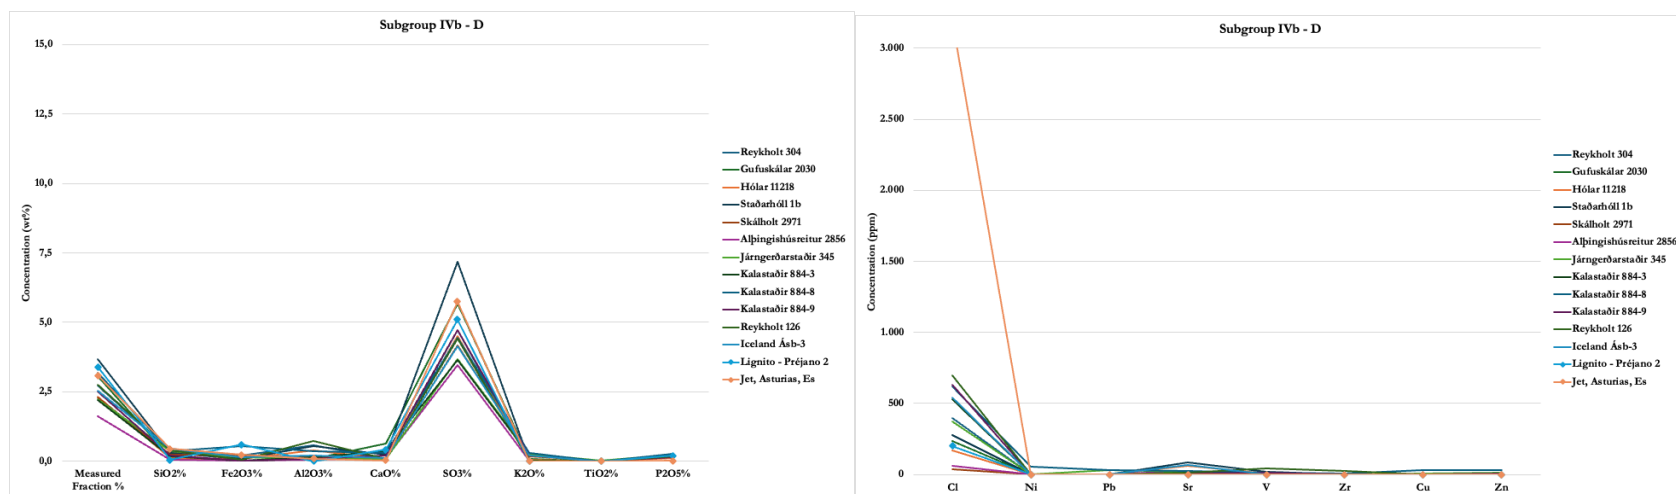 Subgroup IVb - D
15,0
12,5
10,0
7,5
5,0
2,5
0,0
Concentration (wt%)
Measured Fraction %
SiO2%
Fe2O3%
Al2O3%
CaO%
SO3%
K2O%
TiO2%
P2O5%
Reykholt 304
Gufuskálar 2030
Hólar 11218
Staðarhóll 1b
Skálholt 2971
Alþingishúsreitur 2856
Járngerðarstaðir 345
Kalastaðir 884-3
Kalastaðir 884-8
Kalastaðir 884-9
Reykholt 126
Iceland Ásb-3
Lignito - Préjano 2
Jet, Asturias, Es
Subgroup IVb - D
3.000
2.500
2.000
1.500
1.000
500
0
Concentration (ppm)
Cl
Ni
Pb
Sr
V
Zr
Cu
Zn
Reykholt 304
Gufuskálar 2030
Hólar 11218
Staðarhóll 1b
Skálholt 2971
Alþingishúsreitur 2856
Járngerðarstaðir 345
Kalastaðir 884-3
Kalastaðir 884-8
Kalastaðir 884-9
Reykholt 126
Iceland Ásb-3
Lignito - Préjano 2
Jet, Asturias, Es